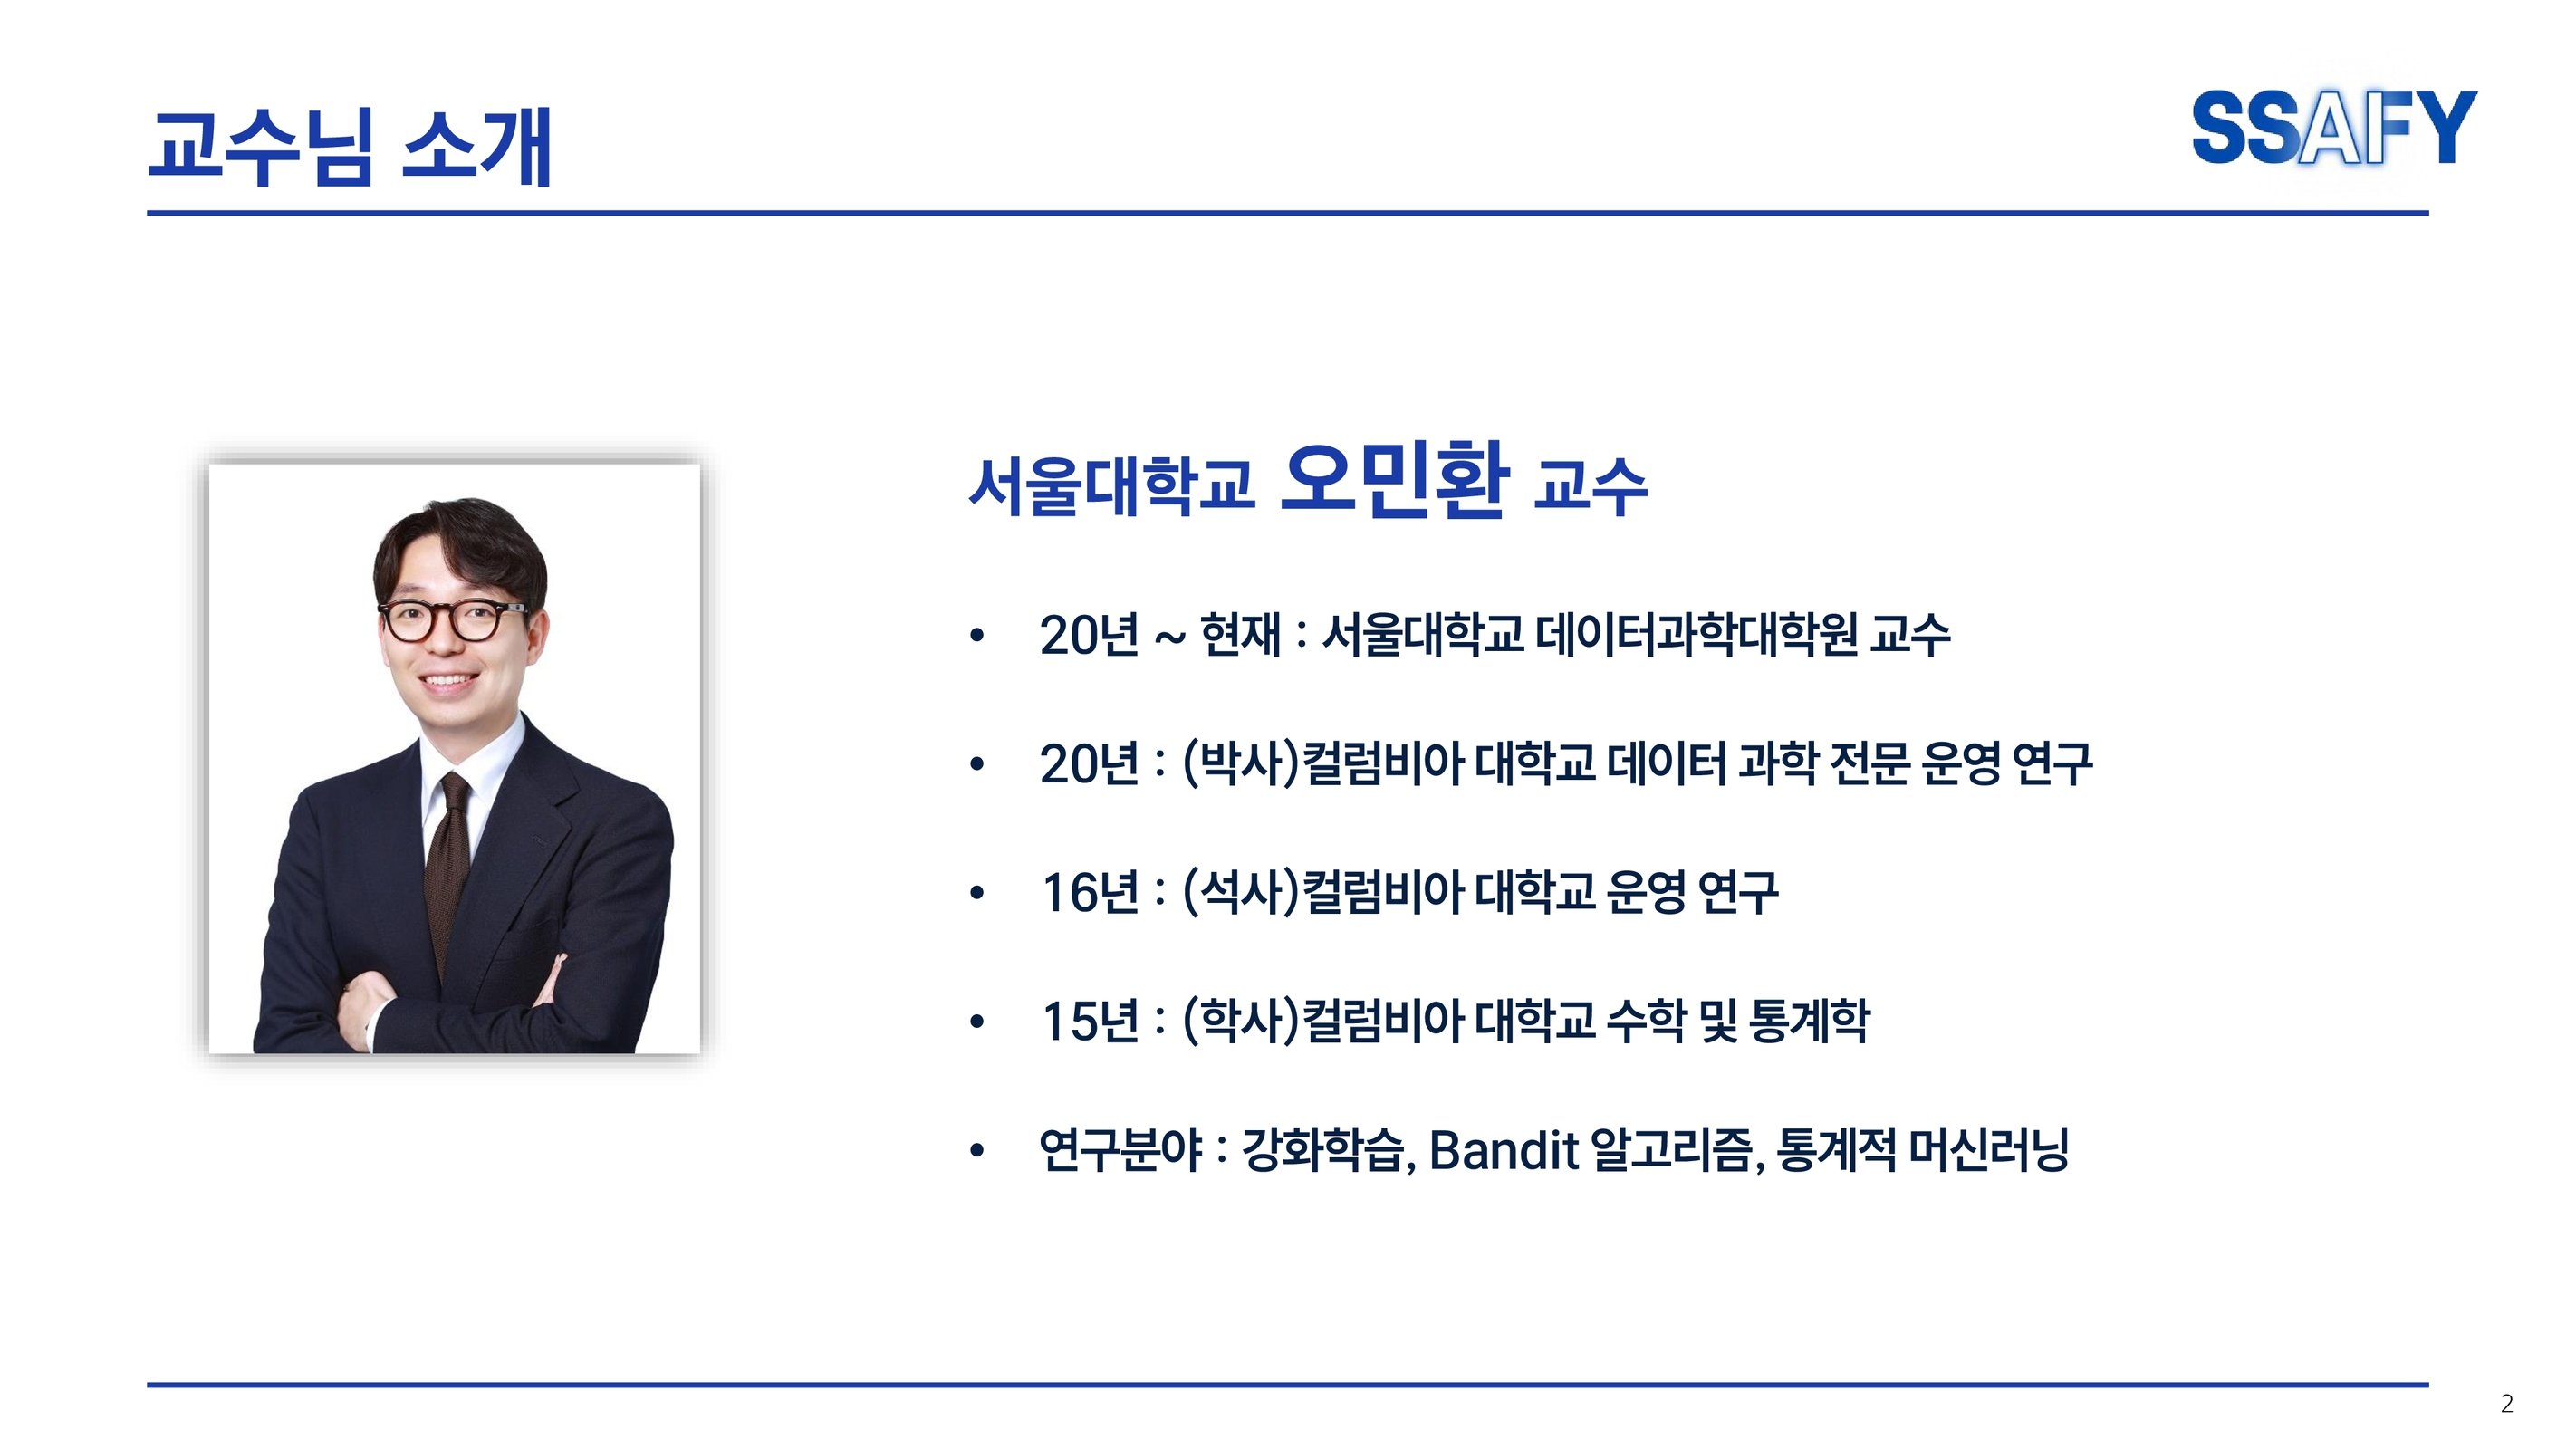 교수님 소개
SSAFY
서울대학교 오민환 교수
• 20년 ~ 현재 : 서울대학교 데이터과학대학원 교수
• 20년 : (박사)컬럼비아 대학교 데이터 과학 전문 운영 연구
• 16년 : (석사)컬럼비아 대학교 운영 연구
• 15년 : (학사)컬럼비아 대학교 수학 및 통계학
• 연구분야 : 강화학습, Bandit 알고리즘, 통계적 머신러닝
2